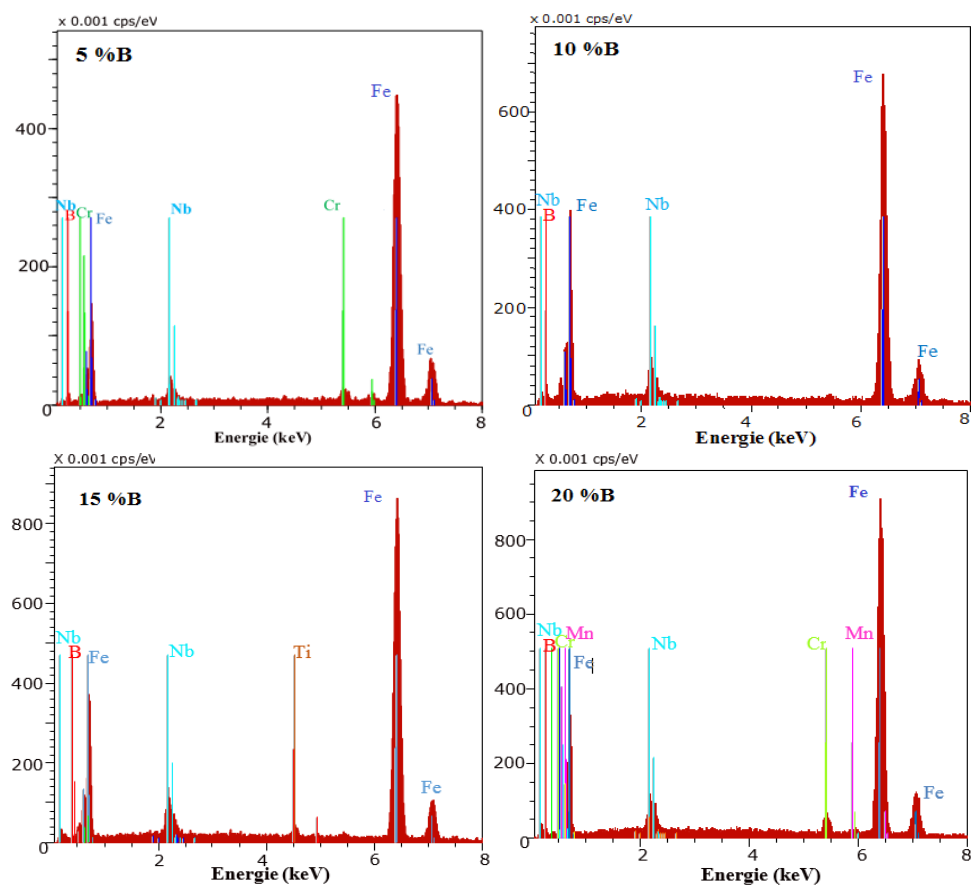 x 0.001 cps/eV
5 %B
Fe
400
Nb
B
Cr
Fe
Nb
Cr
200
Fe
0
2
4
6
8
Energie (keV)
x 0.001 cps/eV
10 %B
Fe
600
400
Nb
B
Fe
Nb
200
Fe
0
2
4
6
8
Energie (keV)
X 0.001 cps/eV
15 %B
Fe
800
600
Nb
B
Fe
Nb
Ti
400
200
Fe
0
2
4
6
8
Energie (keV)
X 0.001 cps/eV
20 %B
Fe
800
600
Nb
B
Cr
Mn
Fe
Nb
Cr
Mn
400
200
Fe
0
2
4
6
8
Energie (keV)